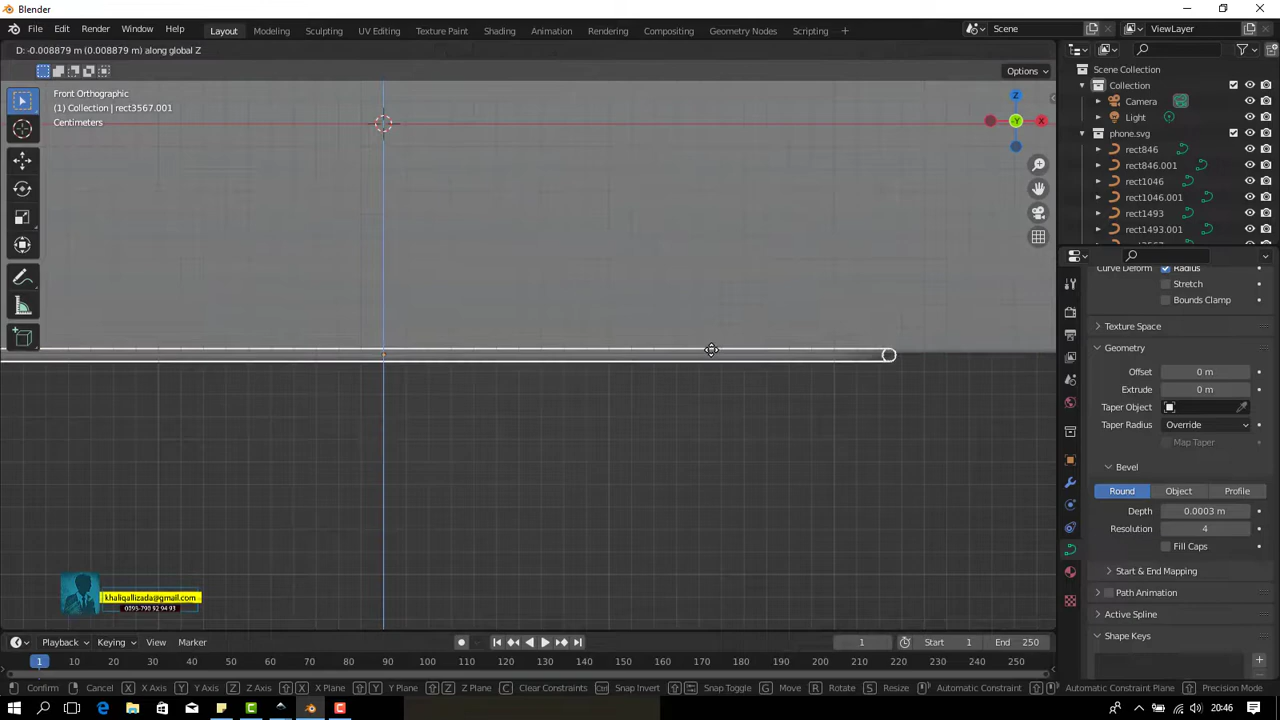 Blender
File Edit Render Window Help Layout Modeling Sculpting UV Editing Texture Paint Shading Animation Rendering Compositing Geometry Nodes Scripting + Scene ViewLayer
D: -0.008879 m (0.008879 m) along global Z
Options
Front Orthographic
(1) Collection | rect3567.001
Centimeters
Z
-Y
X
Scene Collection
Collection
Camera
Light
phone.svg
rect846
rect846.001
rect1046
rect1046.001
rect1493
rect1493.001
Curve Deform Radius
Stretch
Bounds Clamp
Texture Space
Geometry
Offset 0 m
Extrude 0 m
Taper Object
Taper Radius Override
Map Taper
Bevel
Round Object Profile
Depth 0.0003 m
Resolution 4
Fill Caps
Start & End Mapping
Path Animation
Active Spline
Shape Keys
khaliqallizada@gmail.com
Playback Keying View Marker 1 Start 1 End 250
1 10 20 30 40 50 60 70 80 90 100 110 120 130 140 150 160 170 180 190 200 210 220 230 240 250
Confirm Cancel X X Axis Y Y Axis Z Z Axis X X Plane Y Y Plane Z Z Plane C Clear Constraints Ctrl Snap Invert Snap Toggle G Move R Rotate S Resize Automatic Constraint Automatic Constraint Plane Precision Mode
20:46